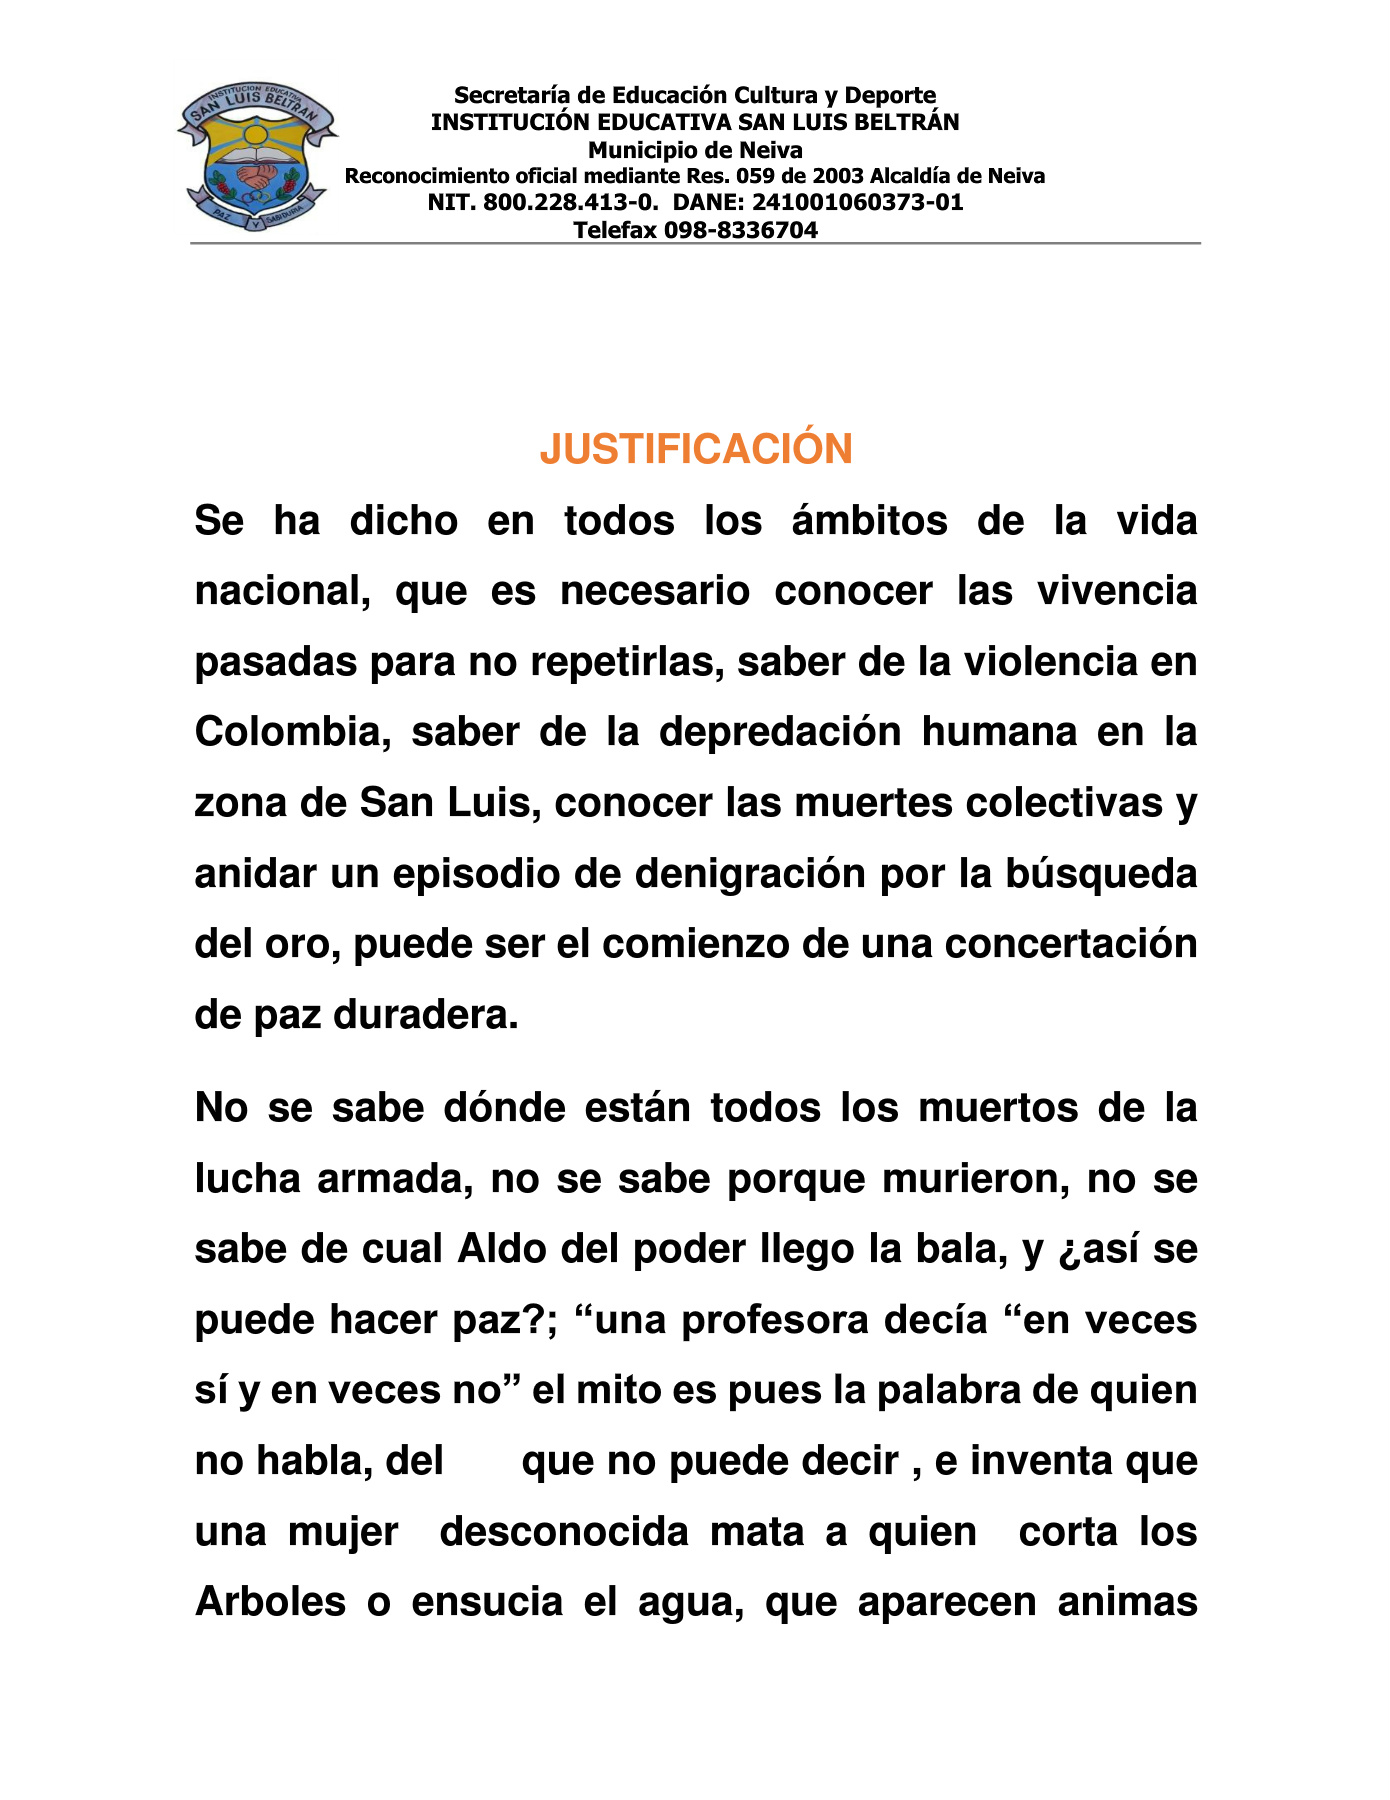 INSTITUCION EDUCATIVA
SAN LUIS BELTRAN
PAZ Y SABIDURIA
Secretaría de Educación Cultura y Deporte
INSTITUCIÓN EDUCATIVA SAN LUIS BELTRÁN
Municipio de Neiva
Reconocimiento oficial mediante Res. 059 de 2003 Alcaldía de Neiva
NIT. 800.228.413-0.  DANE: 241001060373-01
Telefax 098-8336704
JUSTIFICACIÓN
Se ha dicho en todos los ámbitos de la vida
nacional, que es necesario conocer las vivencia
pasadas para no repetirlas, saber de la violencia en
Colombia, saber de la depredación humana en la
zona de San Luis, conocer las muertes colectivas y
anidar un episodio de denigración por la búsqueda
del oro, puede ser el comienzo de una concertación
de paz duradera.
No se sabe dónde están todos los muertos de la
lucha armada, no se sabe porque murieron, no se
sabe de cual Aldo del poder llego la bala, y ¿así se
puede hacer paz?; “una profesora decía “en veces
sí y en veces no” el mito es pues la palabra de quien
no habla, del que no puede decir , e inventa que
una mujer desconocida mata a quien corta los
Arboles o ensucia el agua, que aparecen animas